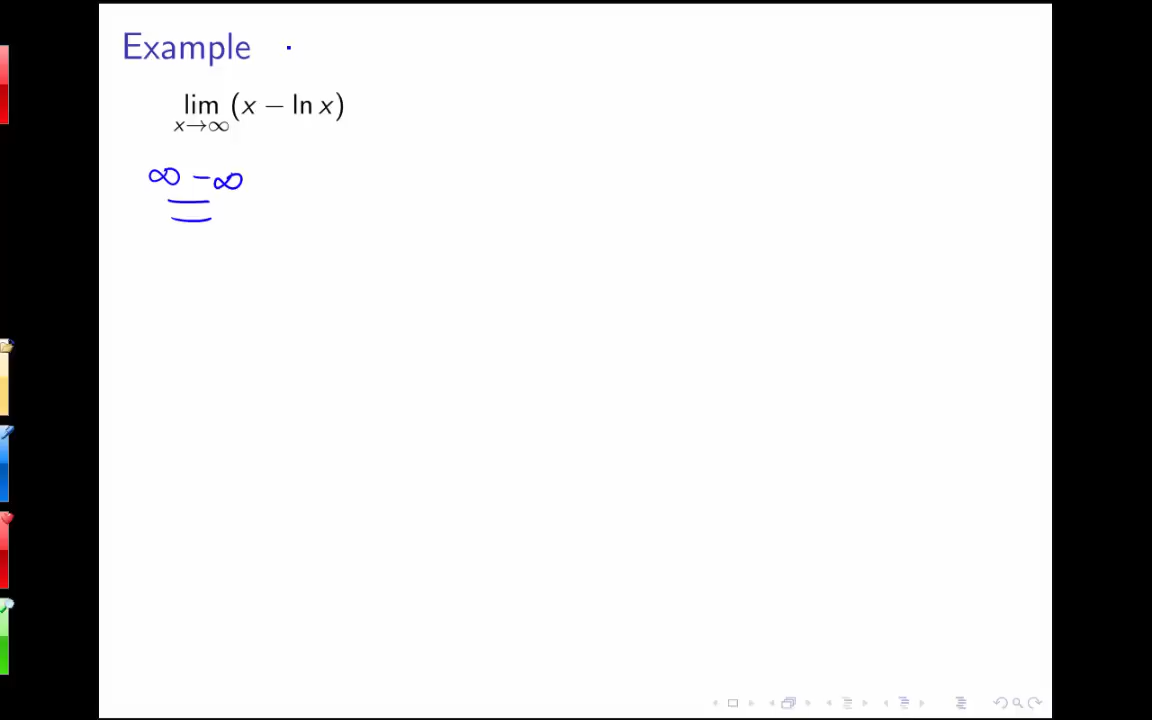 Example
lim (x − ln x)
x→∞
∞ − ∞